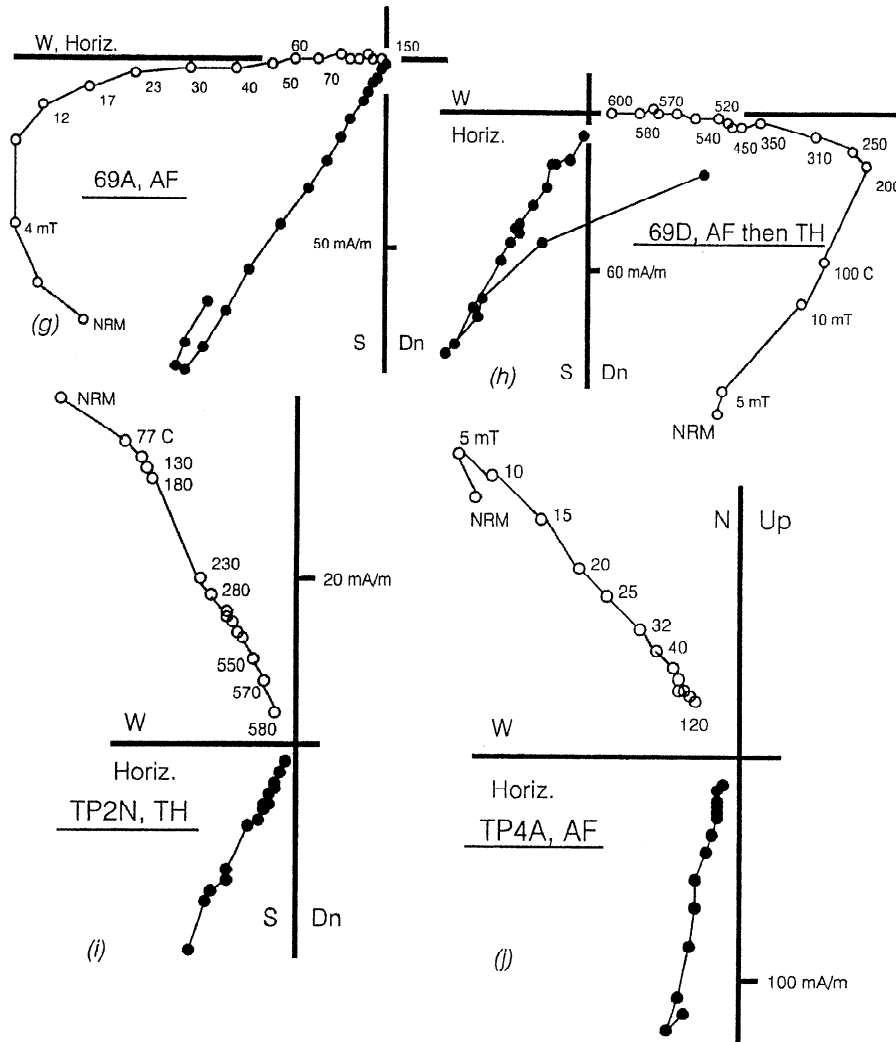 W, Horiz.
60
150
12
17
23
30
40
50
70
69A, AF
4 mT
50 mA/m
NRM
(g)
S
Dn
W
600
570
520
Horiz.
580
540
450
350
310
250
200
69D, AF then TH
100 C
60 mA/m
10 mT
(h)
S
Dn
5 mT
NRM
NRM
77 C
130
180
230
280
20 mA/m
550
570
580
W
Horiz.
TP2N, TH
S
Dn
(i)
5 mT
10
NRM
15
N
Up
20
25
32
40
120
W
Horiz.
TP4A, AF
(j)
100 mA/m